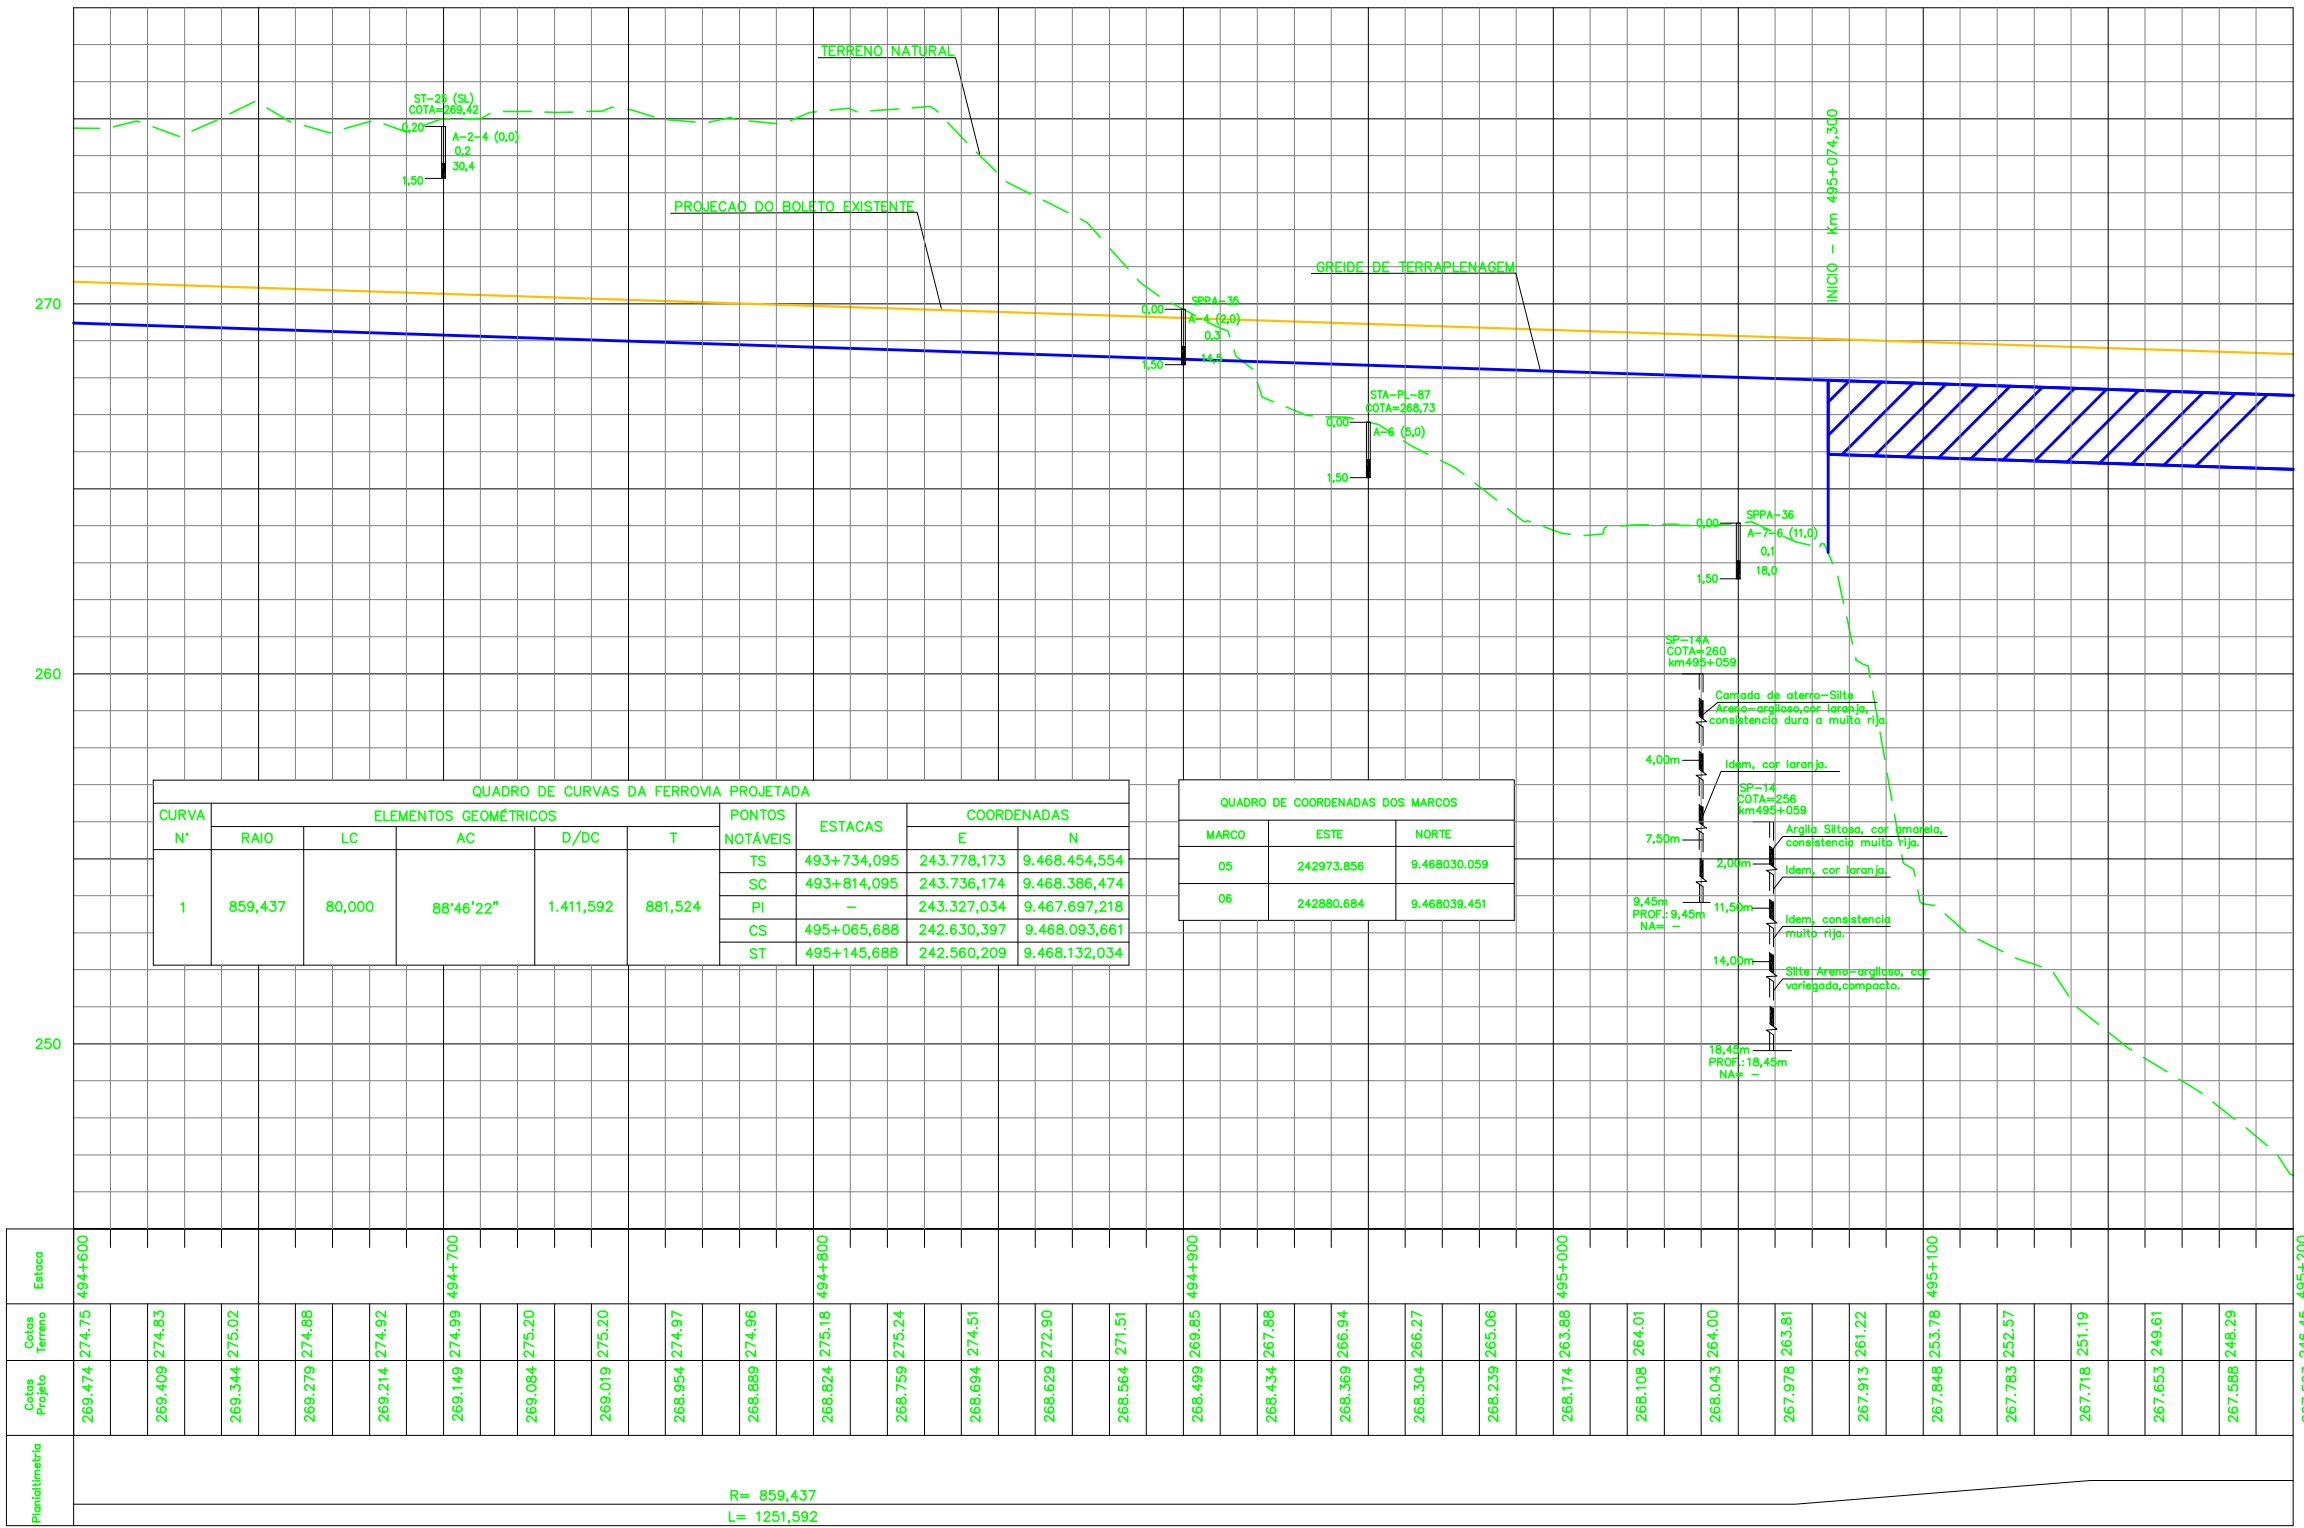 TERRENO NATURAL
ST-25 (SL)
COTA=269,42
0,20
A-2-4 (0,0)
0,2
30,4
1,50
INICIO - Km 495+074,300
PROJECAO DO BOLETO EXISTENTE
GREIDE DE TERRAPLENAGEM
270
SPPA-35
0,00
A-4 (2,0)
0,3
14,5
1,50
STA-PL-87
COTA=268,73
0,00
A-6 (5,0)
1,50
SPPA-36
0,00
A-7-6 (11,0)
0,1
18,0
1,50
260
SP-14A
COTA=260
km495+059
Camada de aterro-Silte
Areno-argiloso,cor laranja,
consistencia dura a muito rija.
4,00m
Idem, cor laranja.
7,50m
9,45m
PROF.: 9,45m
NA= -
SP-14
COTA=256
km495+059
Argila Siltosa, cor amarela,
consistencia muito rija.
2,00m
Idem, cor laranja.
11,50m
Idem, consistencia
muito rija.
14,00m
Silte Areno-argiloso, cor
variegada,compacto.
18,45m
PROF.: 18,45m
NA= -
250
QUADRO DE CURVAS DA FERROVIA PROJETADA
CURVA N° ELEMENTOS GEOMÉTRICOS PONTOS NOTÁVEIS ESTACAS COORDENADAS
RAIO LC AC D/DC T E N
TS 493+734,095 243.778,173 9.468.454,554
SC 493+814,095 243.736,174 9.468.386,474
1 859,437 80,000 88°46'22" 1.411,592 881,524 PI - 243.327,034 9.467.697,218
CS 495+065,688 242.630,397 9.468.093,661
ST 495+145,688 242.560,209 9.468.132,034
QUADRO DE COORDENADAS DOS MARCOS
MARCO ESTE NORTE
05 242973.856 9.468030.059
06 242880.684 9.468039.451
Estaca 494+600 494+700 494+800 494+900 495+000 495+100 495+200
Cotas Terreno 274.75 274.83 275.02 274.88 274.92 274.99 275.20 275.20 274.97 274.96 275.18 275.24 274.51 272.90 271.51 269.85 267.88 266.94 266.27 265.06 263.88 264.01 264.00 263.81 261.22 253.78 252.57 251.19 249.61 248.29
Cotas Projeto 269.474 269.409 269.344 269.279 269.214 269.149 269.084 269.019 268.954 268.889 268.824 268.759 268.694 268.629 268.564 268.499 268.434 268.369 268.304 268.239 268.174 268.108 268.043 267.978 267.913 267.848 267.783 267.718 267.653 267.588
Planialtimetria
R= 859,437
L= 1251,592